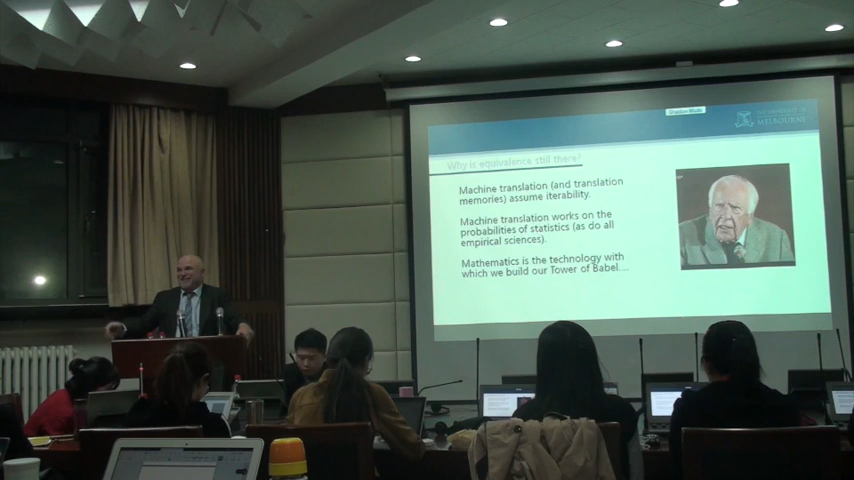 MELBOURNE
Why is equivalence still there?
Machine translation (and translation
memories) assume iterability.
Machine translation works on the
probabilities of statistics (as do all
empirical sciences).
Mathematics is the technology with
which we build our Tower of Babel....